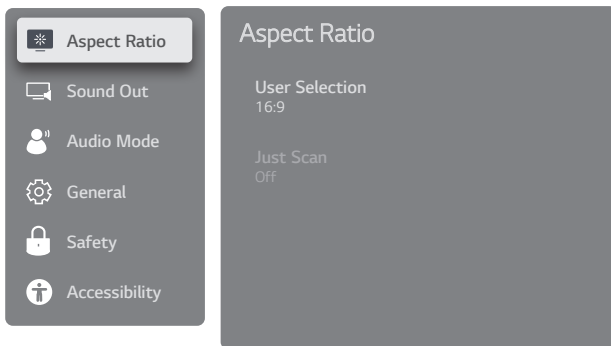 Aspect Ratio
Sound Out
Audio Mode
General
Safety
Accessibility
Aspect Ratio
User Selection
16:9
Just Scan
Off